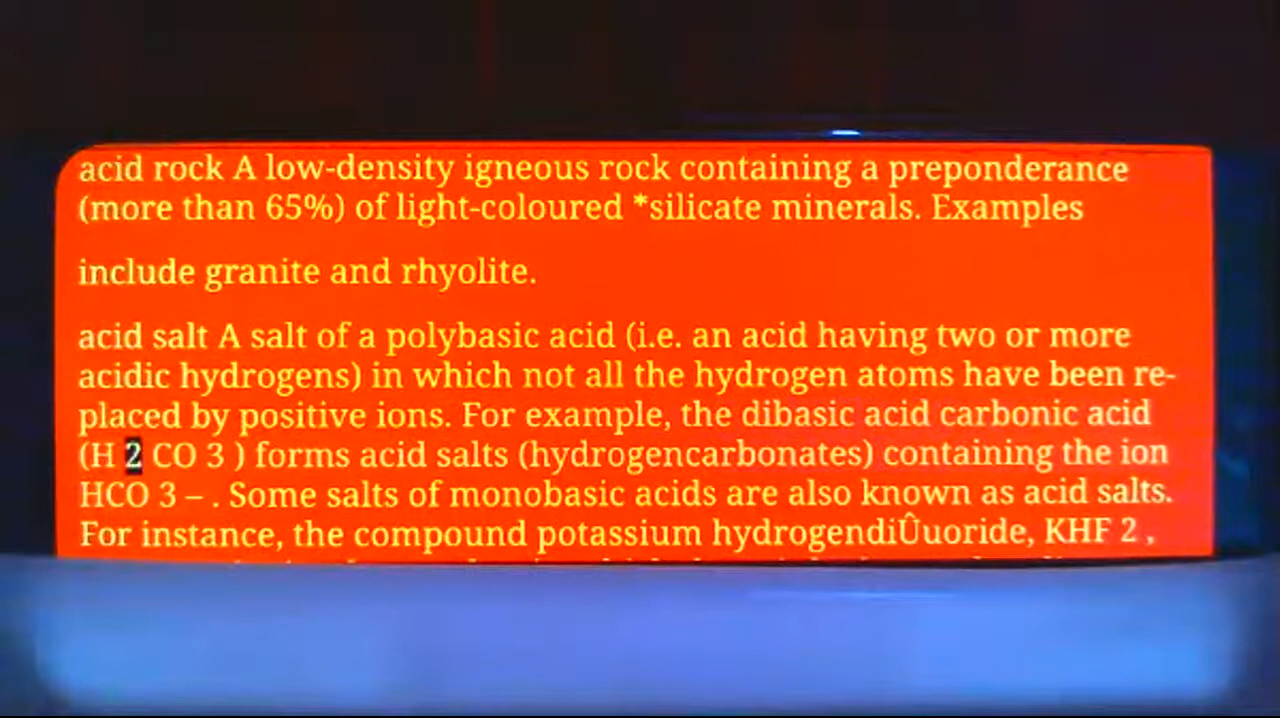 acid rock A low-density igneous rock containing a preponderance
(more than 65%) of light-coloured *silicate minerals. Examples
include granite and rhyolite.
acid salt A salt of a polybasic acid (i.e. an acid having two or more
acidic hydrogens) in which not all the hydrogen atoms have been re-
placed by positive ions. For example, the dibasic acid carbonic acid
(H 2 CO 3 ) forms acid salts (hydrogencarbonates) containing the ion
HCO 3 – . Some salts of monobasic acids are also known as acid salts.
For instance, the compound potassium hydrogendiÛuoride, KHF 2 ,